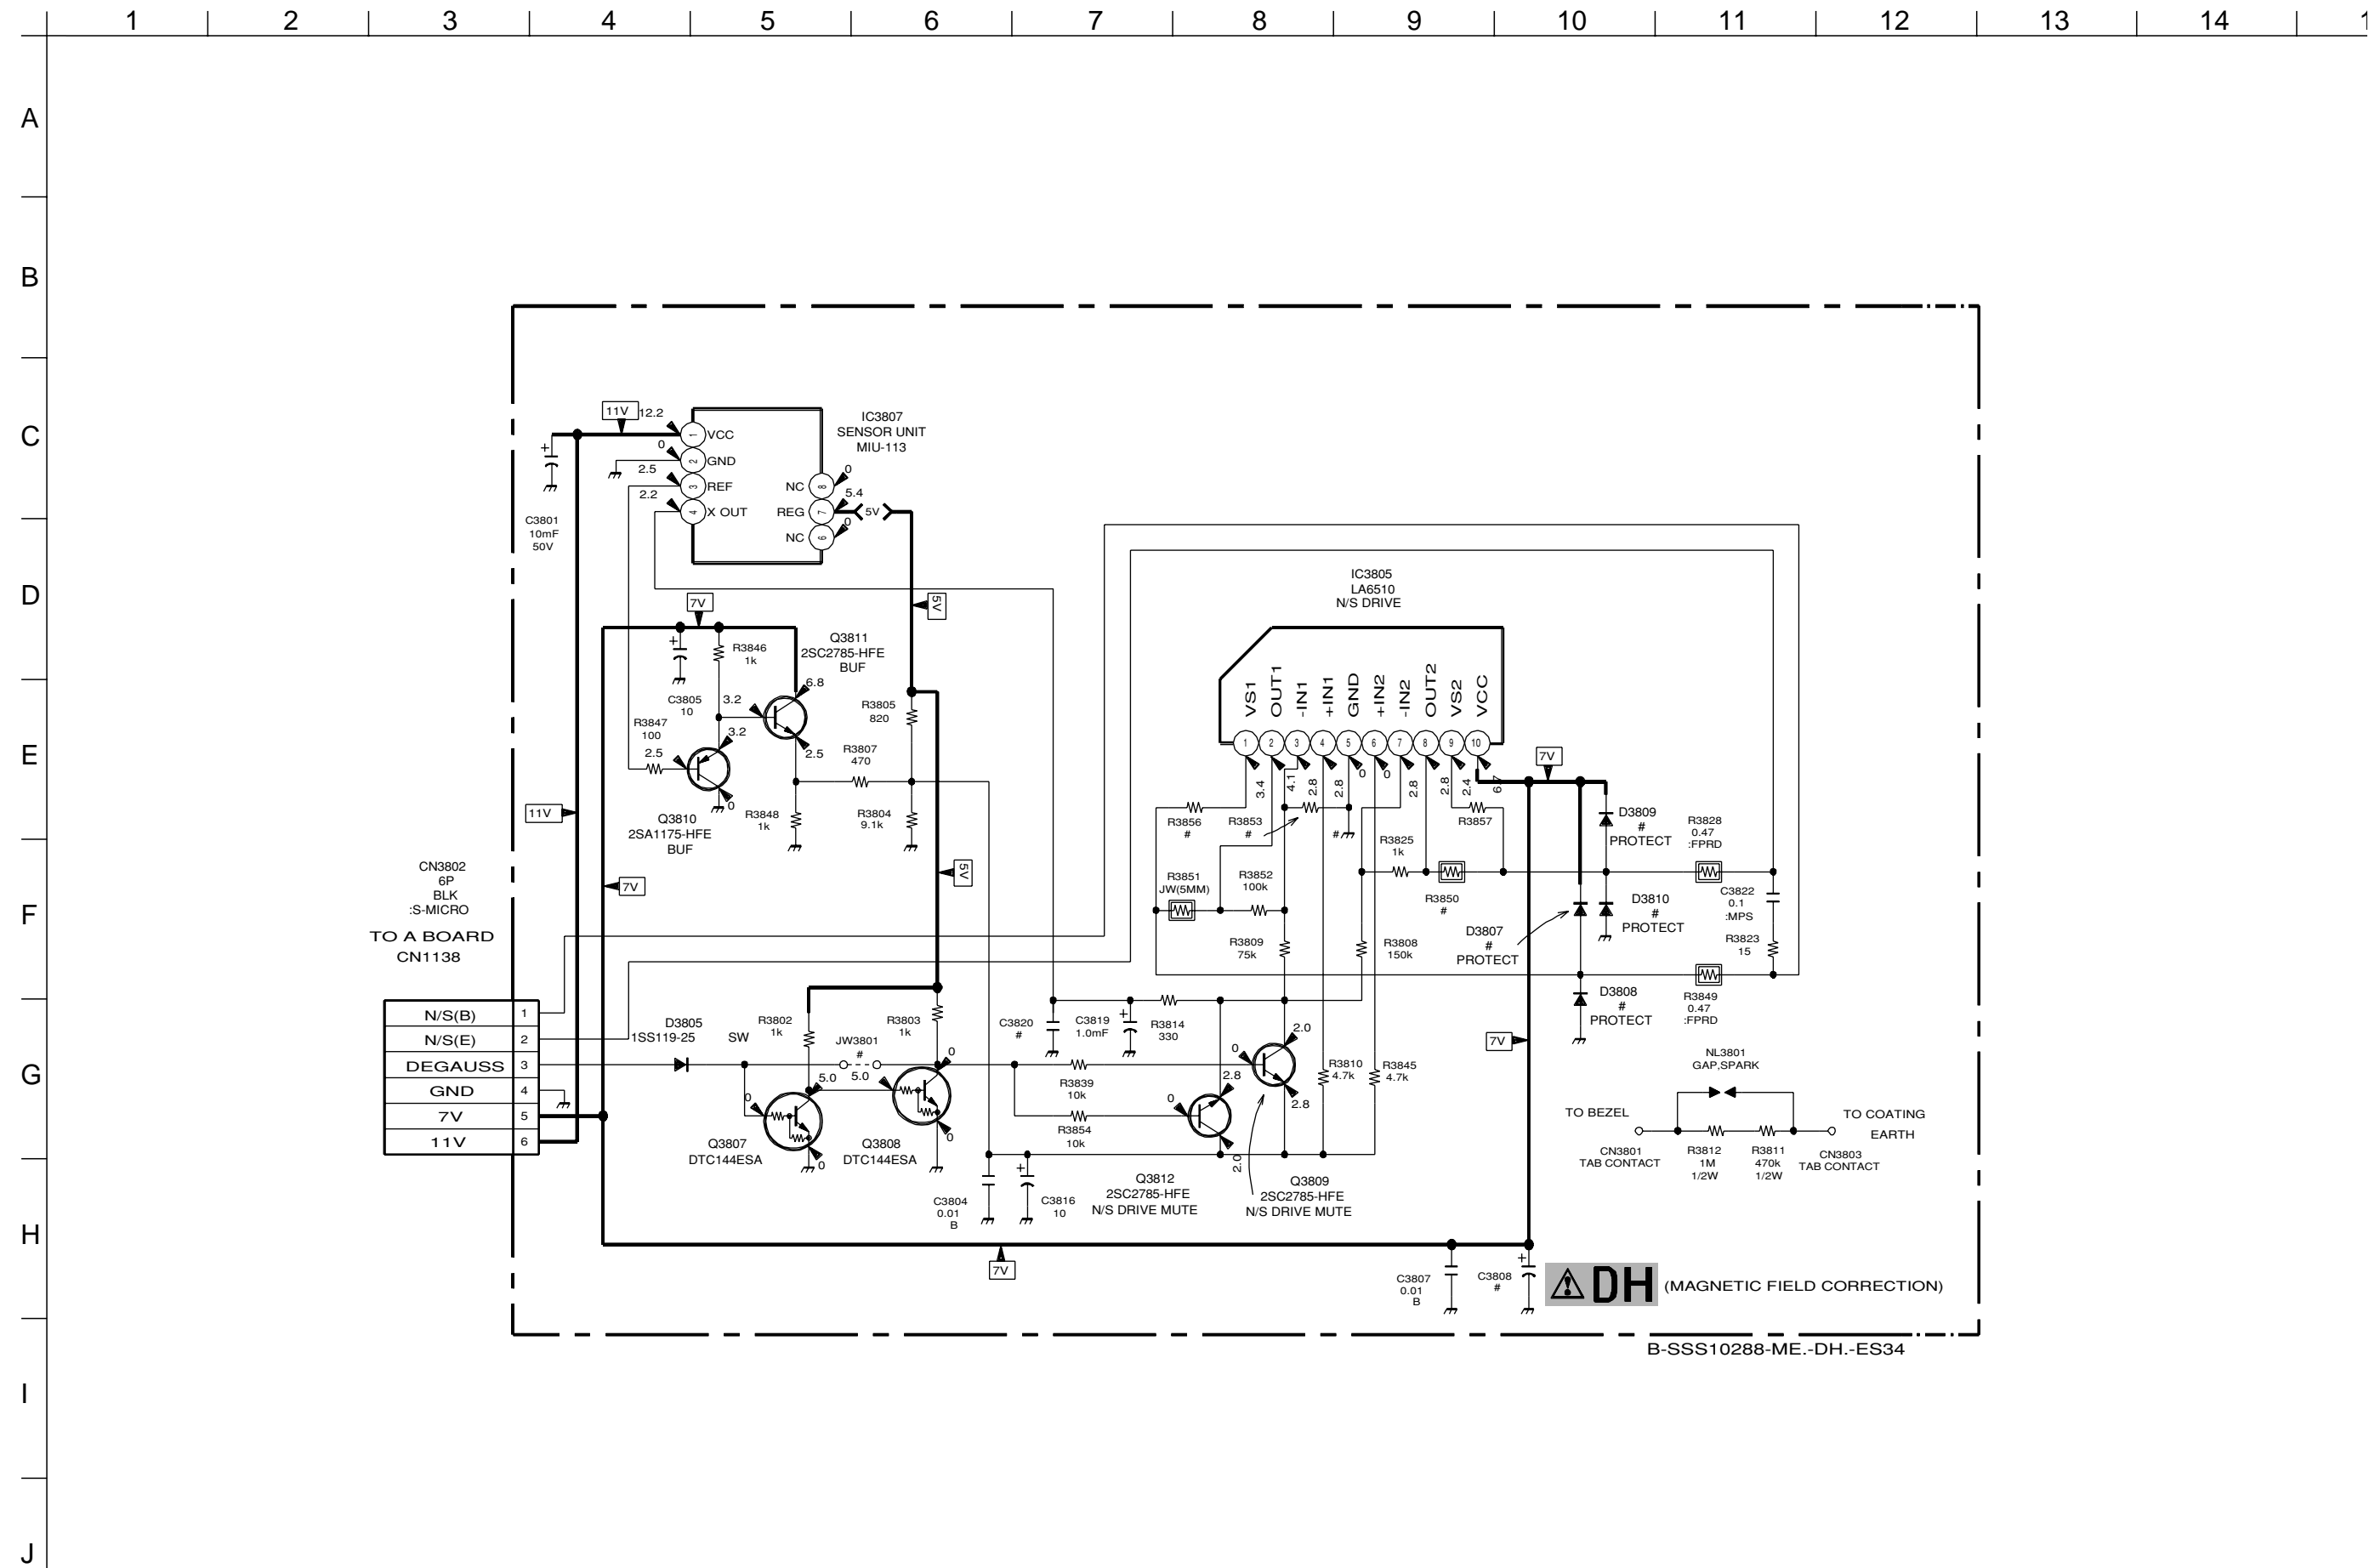 1 2 3 4 5 6 7 8 9 10 11 12 13 14
A
B
C
D
E
F
G
H
I
J
11V
12.2
0
2.5
2.2
1 VCC
2 GND
3 REF
4 X OUT
NC 8
REG 7
NC 6
0
5.4
0
5V
IC3807
SENSOR UNIT
MIU-113
C3801
10mF
50V
7V
5V
R3846
1k
Q3811
2SC2785-HFE
BUF
C3805
10
3.2
6.8
R3847
100
3.2
2.5
2.5
0
R3805
820
R3807
470
R3848
1k
R3804
9.1k
Q3810
2SA1175-HFE
BUF
11V
7V
5V
IC3805
LA6510
N/S DRIVE
VS1
OUT1
-IN1
+IN1
GND
+IN2
-IN2
OUT2
VS2
VCC
1 2 3 4 5 6 7 8 9 10
3.4
4.1
2.8
2.8
0
0
2.8
2.8
2.4
6.7
7V
R3856
#
R3853
#
#
R3857
R3825
1k
D3809
#
PROTECT
R3828
0.47
:FPRD
R3851
JW(5MM)
R3852
100k
R3850
#
D3807
#
PROTECT
D3810
#
PROTECT
C3822
0.1
:MPS
R3809
75k
R3808
150k
R3823
15
D3808
#
PROTECT
R3849
0.47
:FPRD
CN3802
6P
BLK
:S-MICRO
TO A BOARD
CN1138
N/S(B) 1
N/S(E) 2
DEGAUSS 3
GND 4
7V 5
11V 6
D3805
1SS119-25
SW
R3802
1k
JW3801
#
R3803
1k
5.0
5.0
0
0
0
0
Q3807
DTC144ESA
Q3808
DTC144ESA
C3820
#
C3819
1.0mF
R3814
330
R3839
10k
R3854
10k
0
2.0
2.8
0
2.8
2.0
R3810
4.7k
R3845
4.7k
7V
C3804
0.01
B
C3816
10
Q3812
2SC2785-HFE
N/S DRIVE MUTE
Q3809
2SC2785-HFE
N/S DRIVE MUTE
NL3801
GAP,SPARK
TO BEZEL
TO COATING
EARTH
CN3801
TAB CONTACT
R3812
1M
1/2W
R3811
470k
1/2W
CN3803
TAB CONTACT
7V
C3807
0.01
B
C3808
#
DH (MAGNETIC FIELD CORRECTION)
B-SSS10288-ME.-DH.-ES34